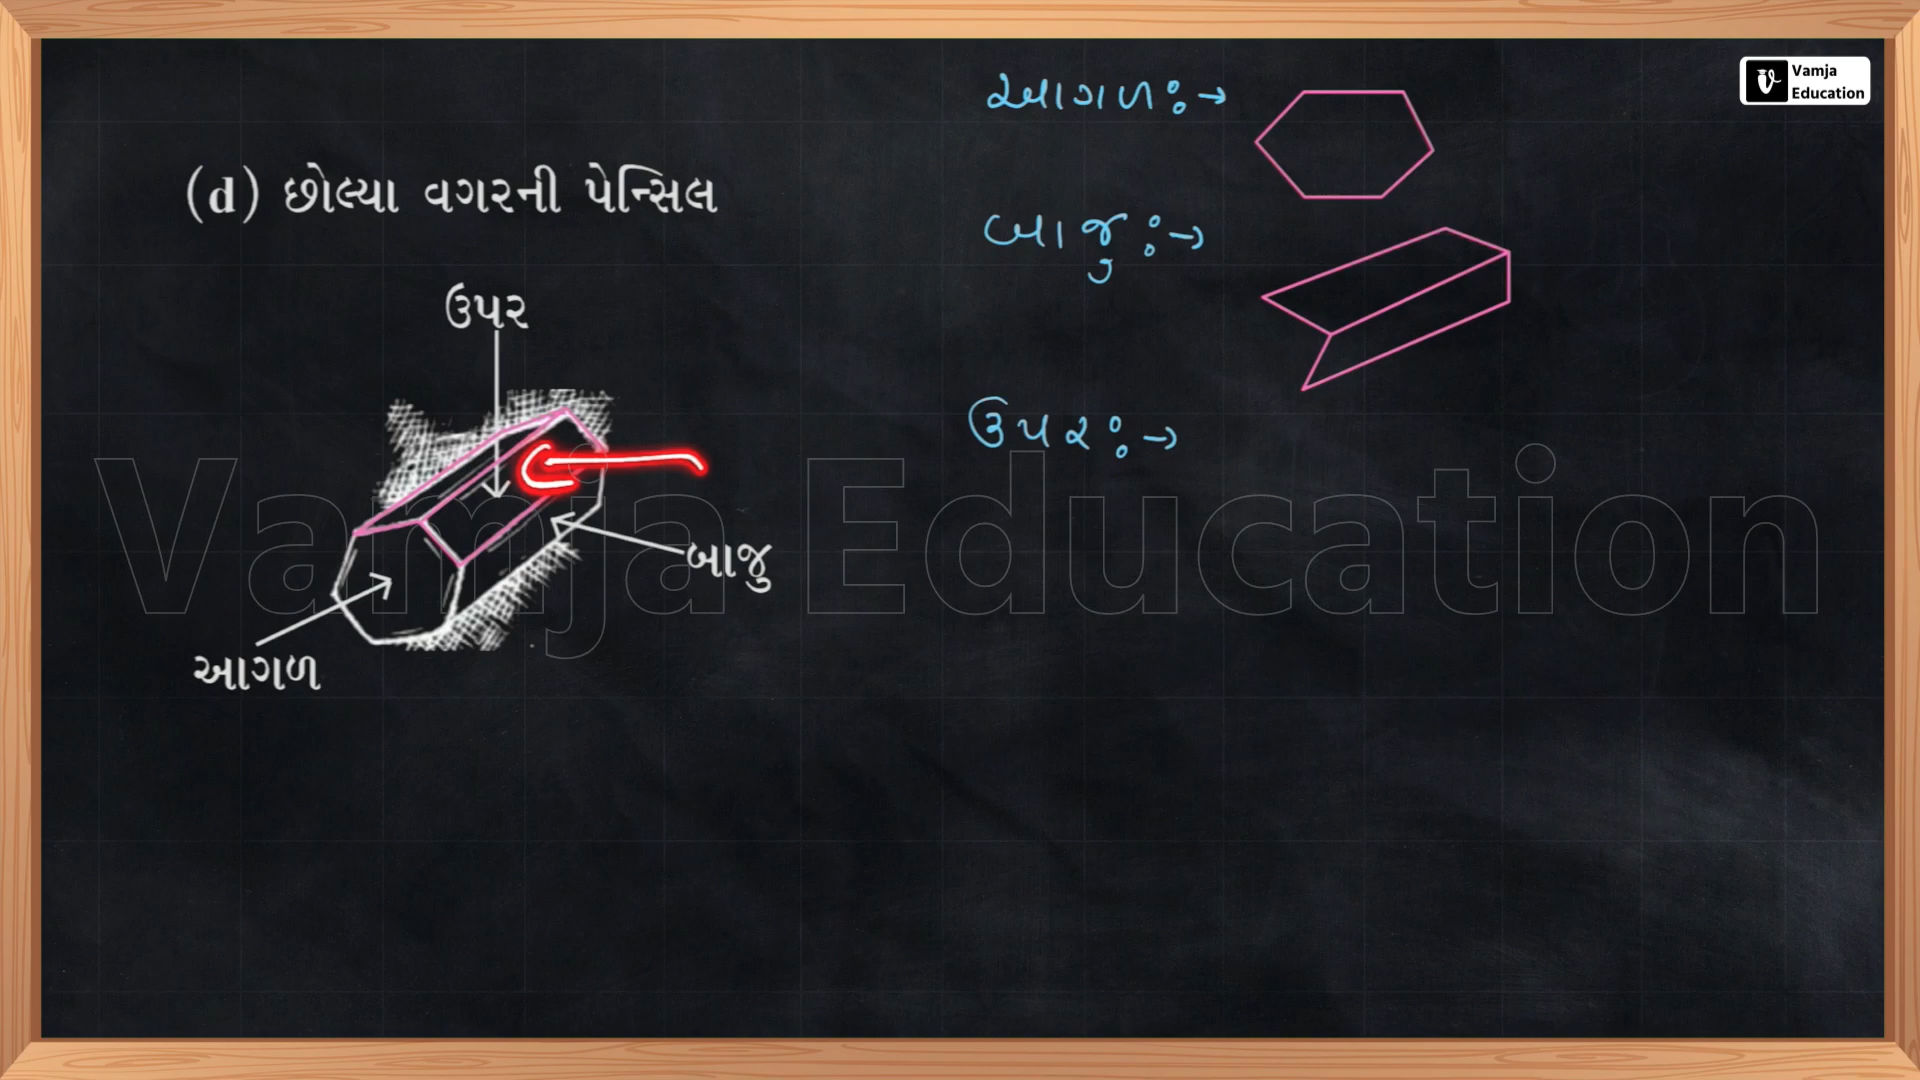 આગળ:→
Vamja
Education
(d) છોલ્યા વગરની પેન્સિલ
બાજુ:→
ઉપર
ઉપર:→
Vamja Education
બાજુ
આગળ